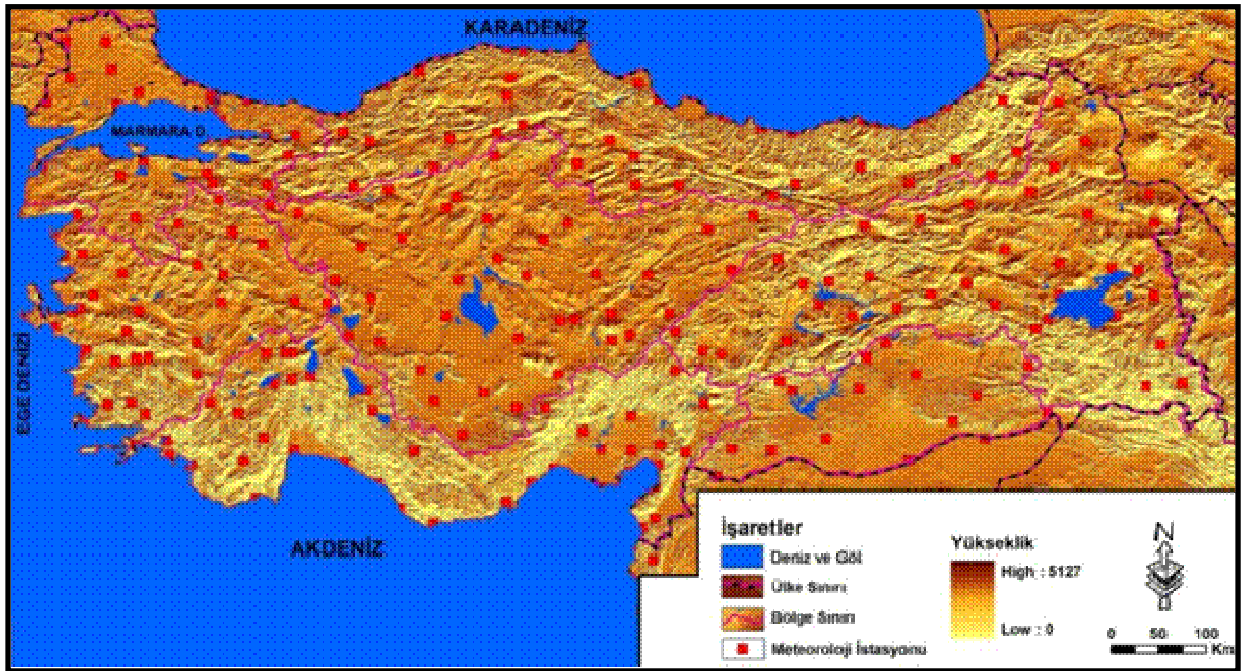 KARADENİZ
MARMARA D.
EGE DENİZİ
AKDENİZ
İşaretler
Deniz ve Göl
Ülke Sınırı
Bölge Sınırı
Meteoroloji İstasyonu
Yükseklik
High : 5127
Low : 0
N
0 50 100
Km